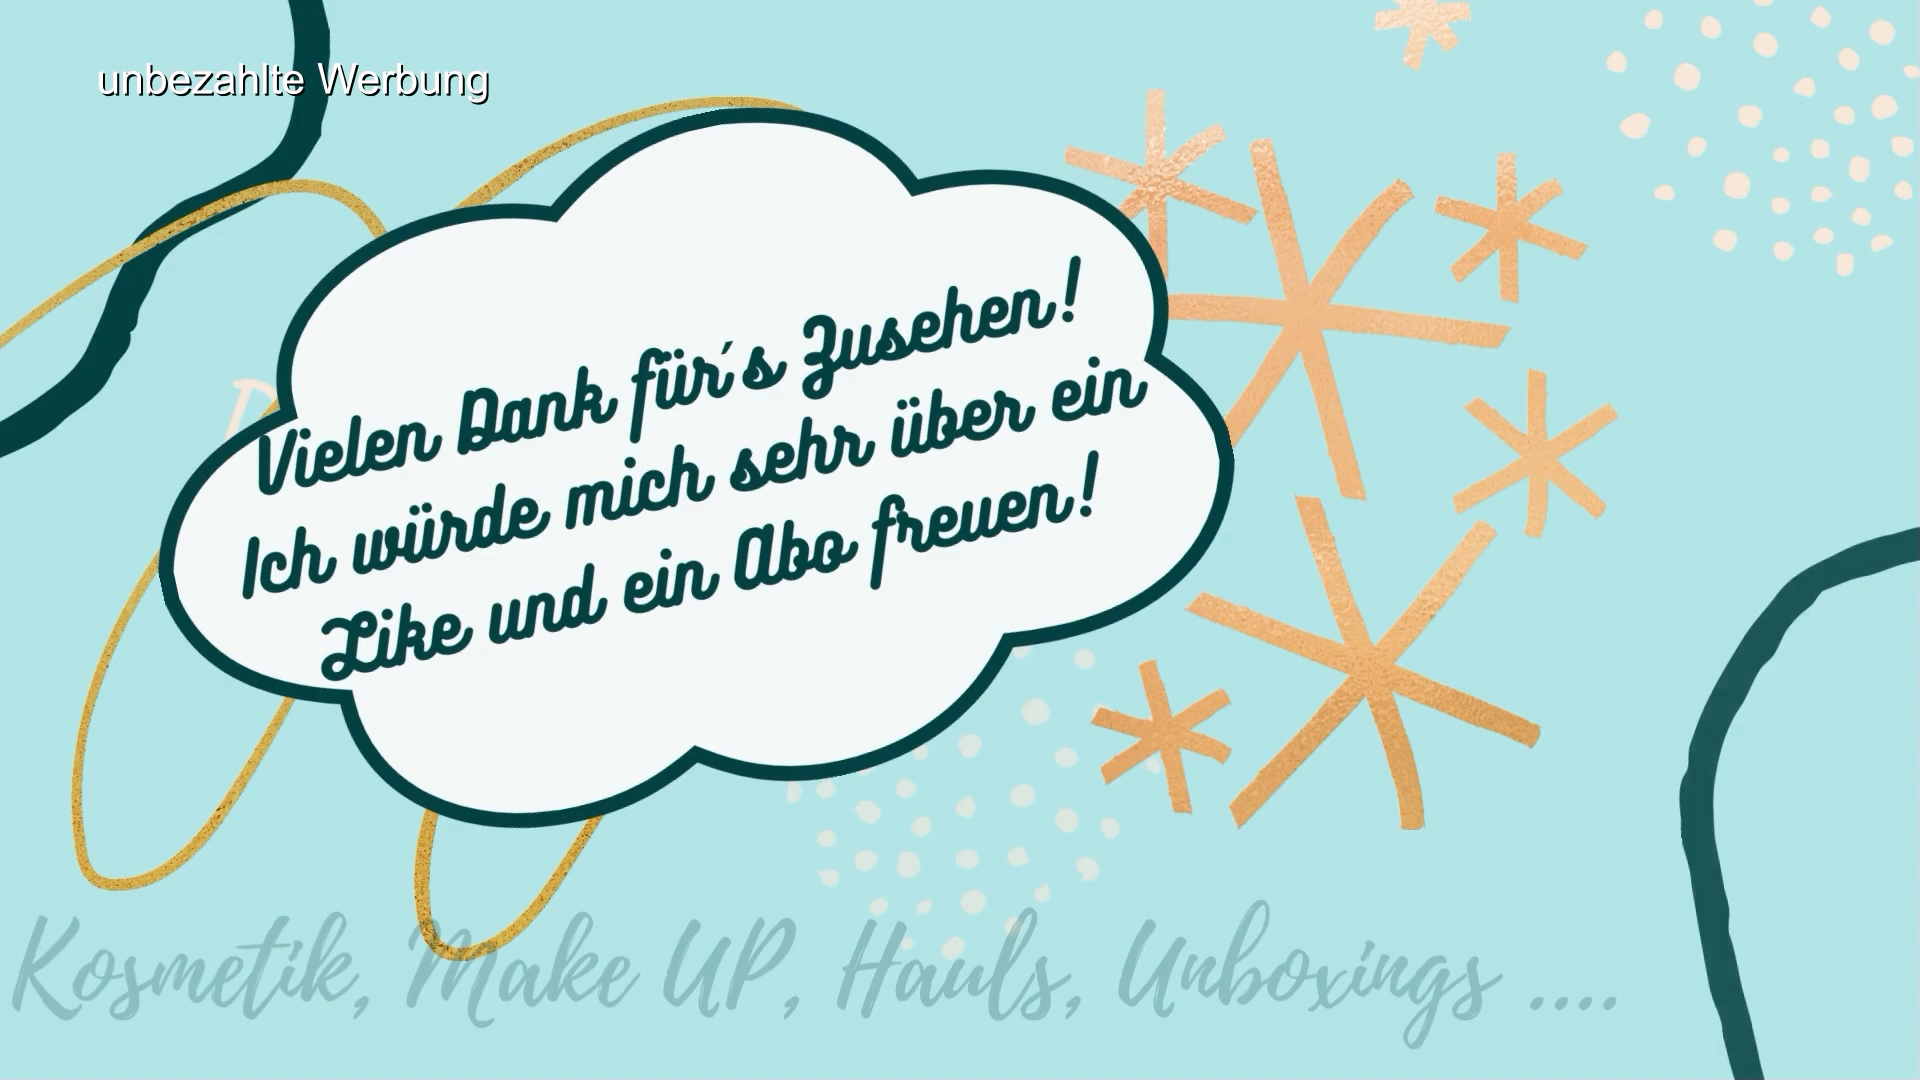 unbezahlte Werbung
Vielen Dank für´s Zusehen!
Ich würde mich sehr über ein
Like und ein Abo freuen!
Kosmetik, Make UP, Hauls, Unboxings ....